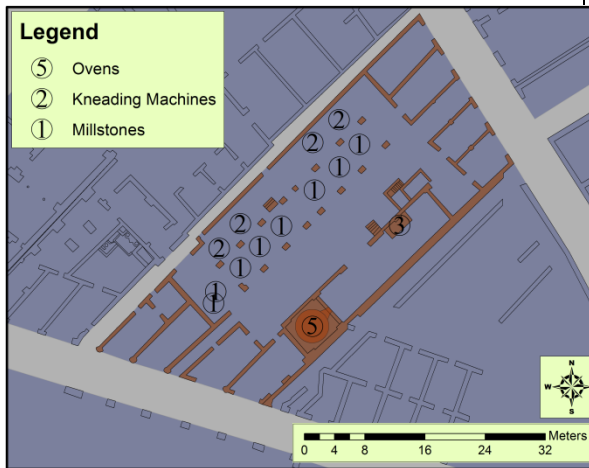 Legend
5 Ovens
2 Kneading Machines
1 Millstones
2
2 1
1
1
2 1 3
2 1
1
1
1
5
N
W E
S
Meters
0 4 8 16 24 32